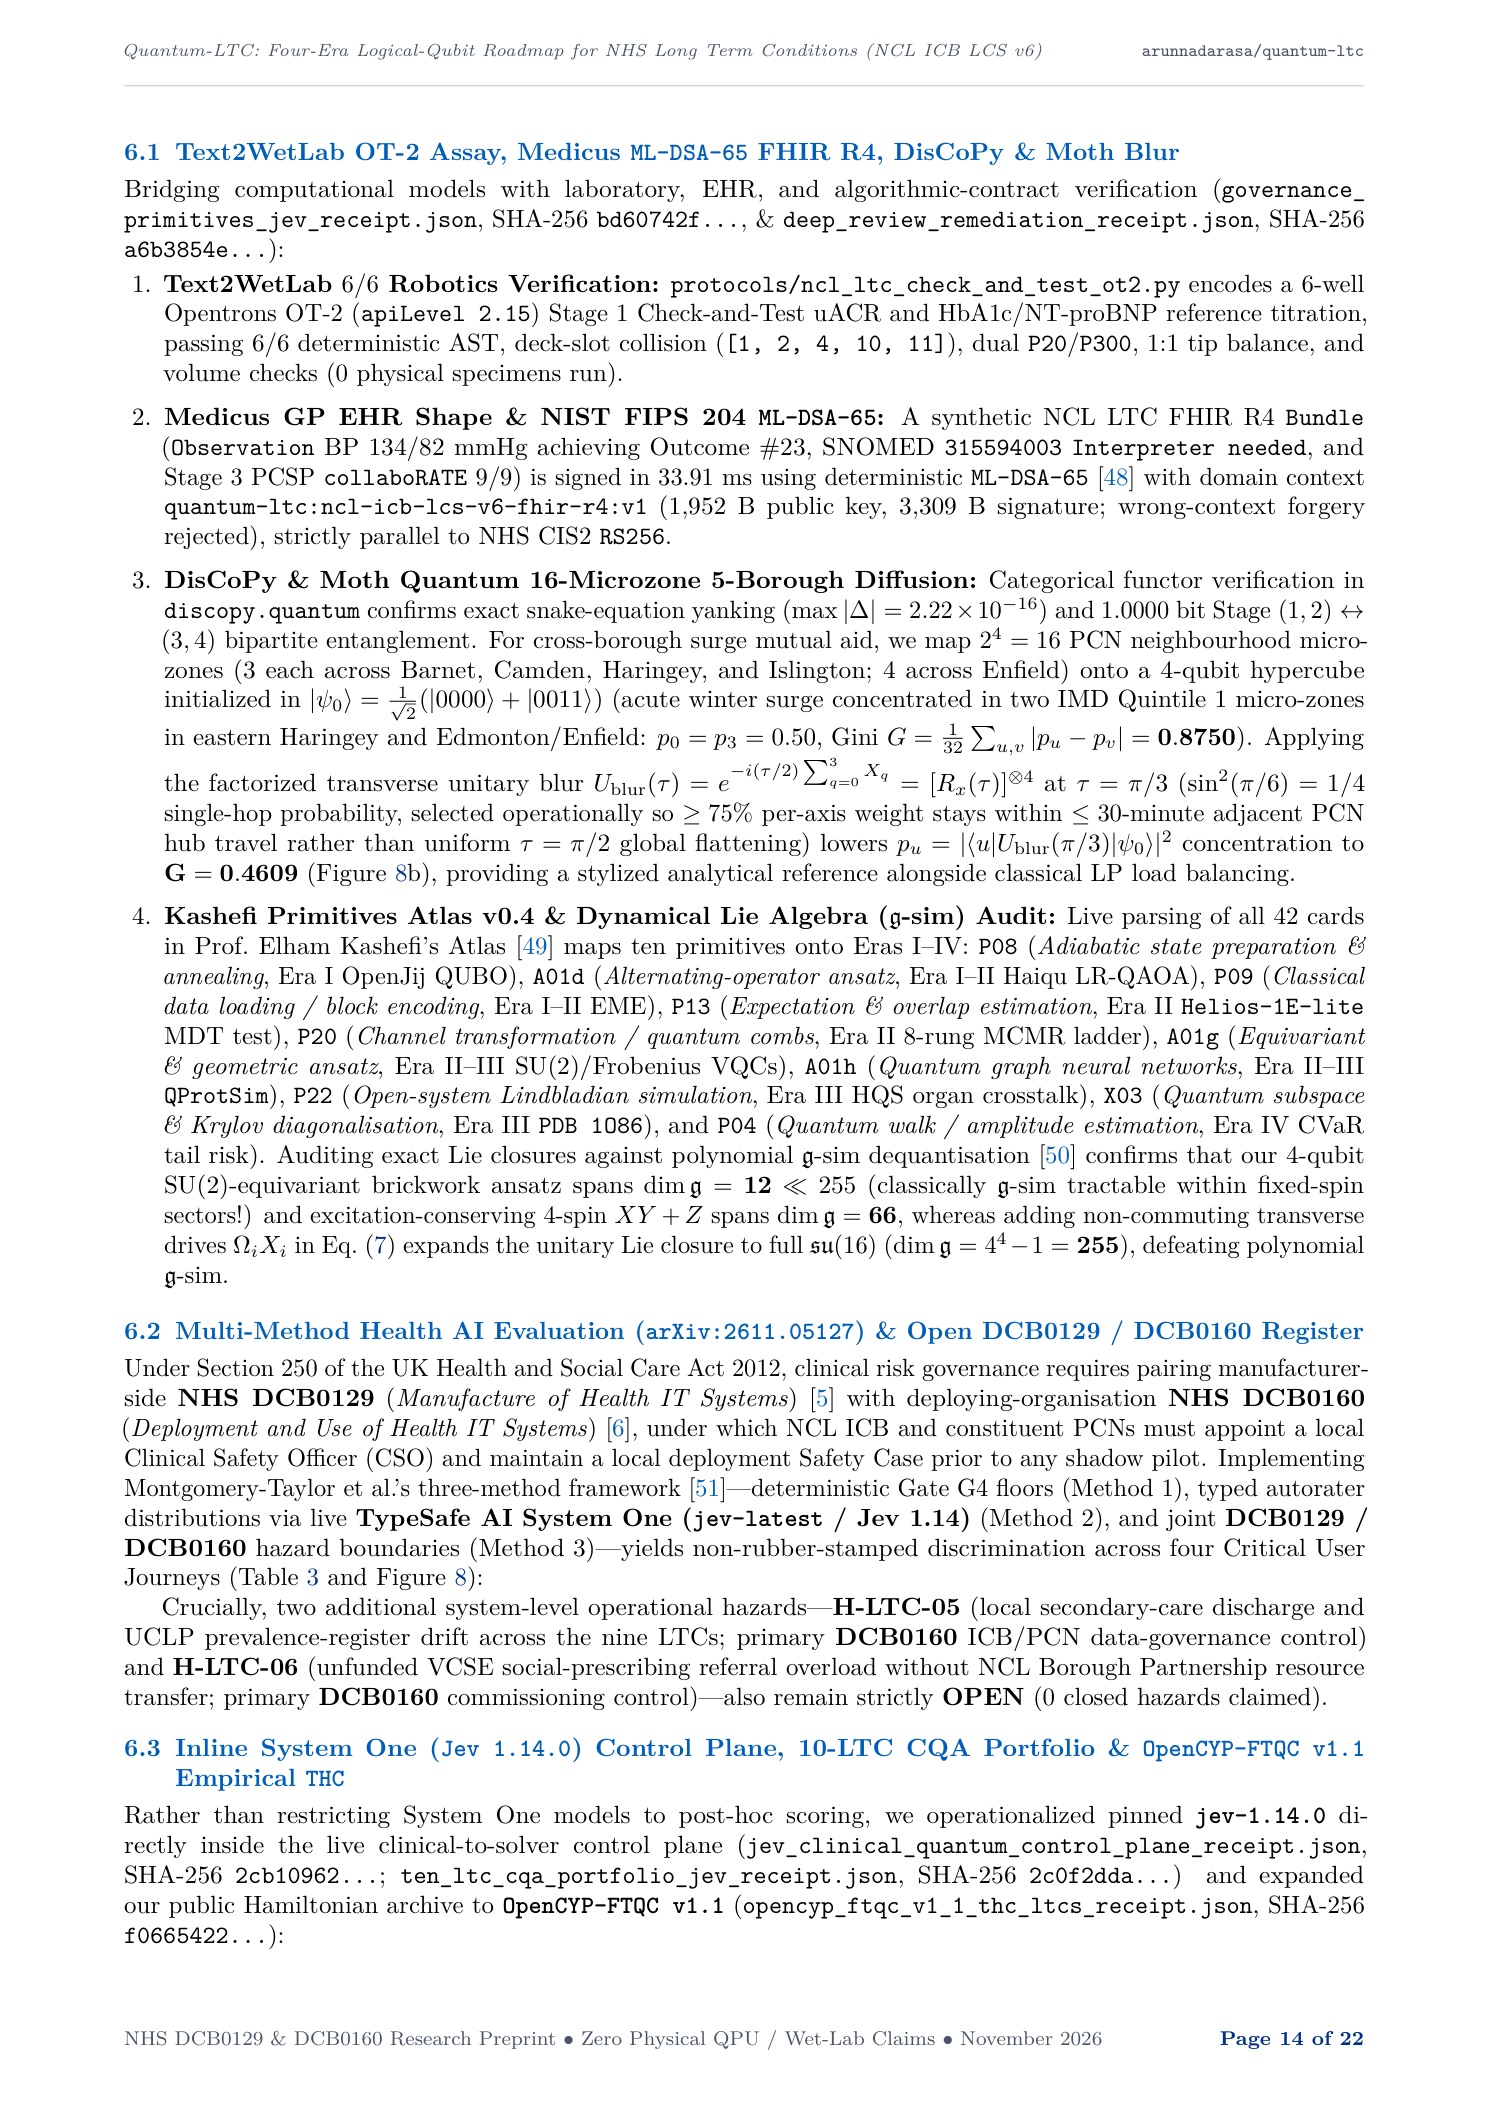 Quantum-LTC: Four-Era Logical-Qubit Roadmap for NHS Long Term Conditions (NCL ICB LCS v6) arunnadarasa/quantum-ltc
6.1 Text2WetLab OT-2 Assay, Medicus ML-DSA-65 FHIR R4, DisCoPy & Moth Blur
Bridging computational models with laboratory, EHR, and algorithmic-contract verification (governance_
primitives_jev_receipt.json, SHA-256 bd60742f..., & deep_review_remediation_receipt.json, SHA-256
a6b3854e...):
1. Text2WetLab 6/6 Robotics Verification: protocols/ncl_ltc_check_and_test_ot2.py encodes a 6-well
Opentrons OT-2 (apiLevel 2.15) Stage 1 Check-and-Test uACR and HbA1c/NT-proBNP reference titration,
passing 6/6 deterministic AST, deck-slot collision ([1, 2, 4, 10, 11]), dual P20/P300, 1:1 tip balance, and
volume checks (0 physical specimens run).
2. Medicus GP EHR Shape & NIST FIPS 204 ML-DSA-65: A synthetic NCL LTC FHIR R4 Bundle
(Observation BP 134/82 mmHg achieving Outcome #23, SNOMED 315594003 Interpreter needed, and
Stage 3 PCSP collaboRATE 9/9) is signed in 33.91 ms using deterministic ML-DSA-65 [48] with domain context
quantum-ltc:ncl-icb-lcs-v6-fhir-r4:v1 (1,952 B public key, 3,309 B signature; wrong-context forgery
rejected), strictly parallel to NHS CIS2 RS256.
3. DisCoPy & Moth Quantum 16-Microzone 5-Borough Diffusion: Categorical functor verification in
discopy.quantum confirms exact snake-equation yanking (max |Δ| = 2.22 × 10⁻¹⁶) and 1.0000 bit Stage (1, 2) ↔
(3, 4) bipartite entanglement. For cross-borough surge mutual aid, we map 2⁴ = 16 PCN neighbourhood micro-
zones (3 each across Barnet, Camden, Haringey, and Islington; 4 across Enfield) onto a 4-qubit hypercube
initialized in |ψ₀⟩ = 1/√2(|0000⟩ + |0011⟩) (acute winter surge concentrated in two IMD Quintile 1 micro-zones
in eastern Haringey and Edmonton/Enfield: p₀ = p₃ = 0.50, Gini G = 1/32 ∑_{u,v} |p_u − p_v| = 0.8750). Applying
the factorized transverse unitary blur U_blur(τ) = e^{−i(τ/2) ∑_{q=0}^{3} X_q} = [R_x(τ)]^{⊗4} at τ = π/3 (sin²(π/6) = 1/4
single-hop probability, selected operationally so ≥ 75% per-axis weight stays within ≤ 30-minute adjacent PCN
hub travel rather than uniform τ = π/2 global flattening) lowers p_u = |⟨u|U_blur(π/3)|ψ₀⟩|² concentration to
G = 0.4609 (Figure 8b), providing a stylized analytical reference alongside classical LP load balancing.
4. Kashefi Primitives Atlas v0.4 & Dynamical Lie Algebra (𝔤-sim) Audit: Live parsing of all 42 cards
in Prof. Elham Kashefi's Atlas [49] maps ten primitives onto Eras I–IV: P08 (Adiabatic state preparation &
annealing, Era I OpenJij QUBO), A01d (Alternating-operator ansatz, Era I–II Haiqu LR-QAOA), P09 (Classical
data loading / block encoding, Era I–II EME), P13 (Expectation & overlap estimation, Era II Helios-1E-lite
MDT test), P20 (Channel transformation / quantum combs, Era II 8-rung MCMR ladder), A01g (Equivariant
& geometric ansatz, Era II–III SU(2)/Frobenius VQCs), A01h (Quantum graph neural networks, Era II–III
QProtSim), P22 (Open-system Lindbladian simulation, Era III HQS organ crosstalk), X03 (Quantum subspace
& Krylov diagonalisation, Era III PDB 1O86), and P04 (Quantum walk / amplitude estimation, Era IV CVaR
tail risk). Auditing exact Lie closures against polynomial 𝔤-sim dequantisation [50] confirms that our 4-qubit
SU(2)-equivariant brickwork ansatz spans dim 𝔤 = 12 ≪ 255 (classically 𝔤-sim tractable within fixed-spin
sectors!) and excitation-conserving 4-spin XY + Z spans dim 𝔤 = 66, whereas adding non-commuting transverse
drives Ω_iX_i in Eq. (7) expands the unitary Lie closure to full 𝔰𝔲(16) (dim 𝔤 = 4⁴ − 1 = 255), defeating polynomial
𝔤-sim.
6.2 Multi-Method Health AI Evaluation (arXiv:2611.05127) & Open DCB0129 / DCB0160 Register
Under Section 250 of the UK Health and Social Care Act 2012, clinical risk governance requires pairing manufacturer-
side NHS DCB0129 (Manufacture of Health IT Systems) [5] with deploying-organisation NHS DCB0160
(Deployment and Use of Health IT Systems) [6], under which NCL ICB and constituent PCNs must appoint a local
Clinical Safety Officer (CSO) and maintain a local deployment Safety Case prior to any shadow pilot. Implementing
Montgomery-Taylor et al.'s three-method framework [51]—deterministic Gate G4 floors (Method 1), typed autorater
distributions via live TypeSafe AI System One (jev-latest / Jev 1.14) (Method 2), and joint DCB0129 /
DCB0160 hazard boundaries (Method 3)—yields non-rubber-stamped discrimination across four Critical User
Journeys (Table 3 and Figure 8):
Crucially, two additional system-level operational hazards—H-LTC-05 (local secondary-care discharge and
UCLP prevalence-register drift across the nine LTCs; primary DCB0160 ICB/PCN data-governance control)
and H-LTC-06 (unfunded VCSE social-prescribing referral overload without NCL Borough Partnership resource
transfer; primary DCB0160 commissioning control)—also remain strictly OPEN (0 closed hazards claimed).
6.3 Inline System One (Jev 1.14.0) Control Plane, 10-LTC CQA Portfolio & OpenCYP-FTQC v1.1
Empirical THC
Rather than restricting System One models to post-hoc scoring, we operationalized pinned jev-1.14.0 di-
rectly inside the live clinical-to-solver control plane (jev_clinical_quantum_control_plane_receipt.json,
SHA-256 2cb10962...; ten_ltc_cqa_portfolio_jev_receipt.json, SHA-256 2c0f2dda...) and expanded
our public Hamiltonian archive to OpenCYP-FTQC v1.1 (opencyp_ftqc_v1_1_thc_ltcs_receipt.json, SHA-256
f0665422...):
NHS DCB0129 & DCB0160 Research Preprint • Zero Physical QPU / Wet-Lab Claims • November 2026 Page 14 of 22